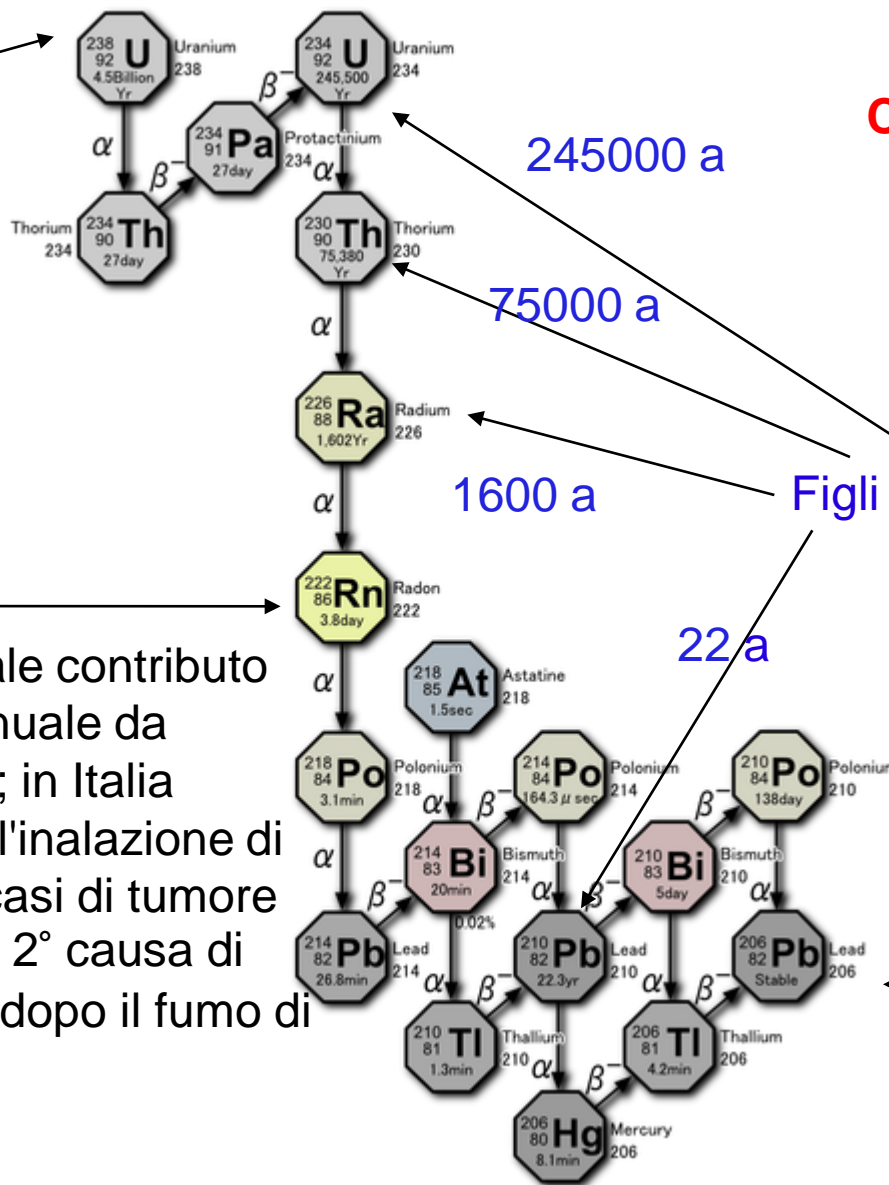 238
92 U
4.5Billion
Yr
Uranium
238
234
92 U
245,500
Yr
Uranium
234
β⁻
C
α
234
91 Pa
27day
Protactinium
234
α
245000 a
β⁻
Thorium
234
234
90 Th
27day
230
90 Th
75,380
Yr
Thorium
230
75000 a
α
226
88 Ra
1,602Yr
Radium
226
1600 a
Figli
α
222
86 Rn
3.8day
Radon
222
22 a
ale contributo
nuale da
; in Italia
l'inalazione di
casi di tumore
2° causa di
dopo il fumo di
α
218
85 At
1.5sec
Astatine
218
218
84 Po
3.1min
Polonium
218
α
β⁻
214
84 Po
164.3 μ sec
Polonium
214
β⁻
210
84 Po
138day
Polonium
210
α
β⁻
214
83 Bi
20min
Bismuth
214
α
β⁻
210
83 Bi
5day
Bismuth
210
α
0.02%
214
82 Pb
26.8min
Lead
214
α
β⁻
210
82 Pb
22.3yr
Lead
210
α
β⁻
206
82 Pb
Stable
Lead
206
210
81 Tl
1.3min
Thallium
210
α
β⁻
206
81 Tl
4.2min
Thallium
206
206
80 Hg
8.1min
Mercury
206